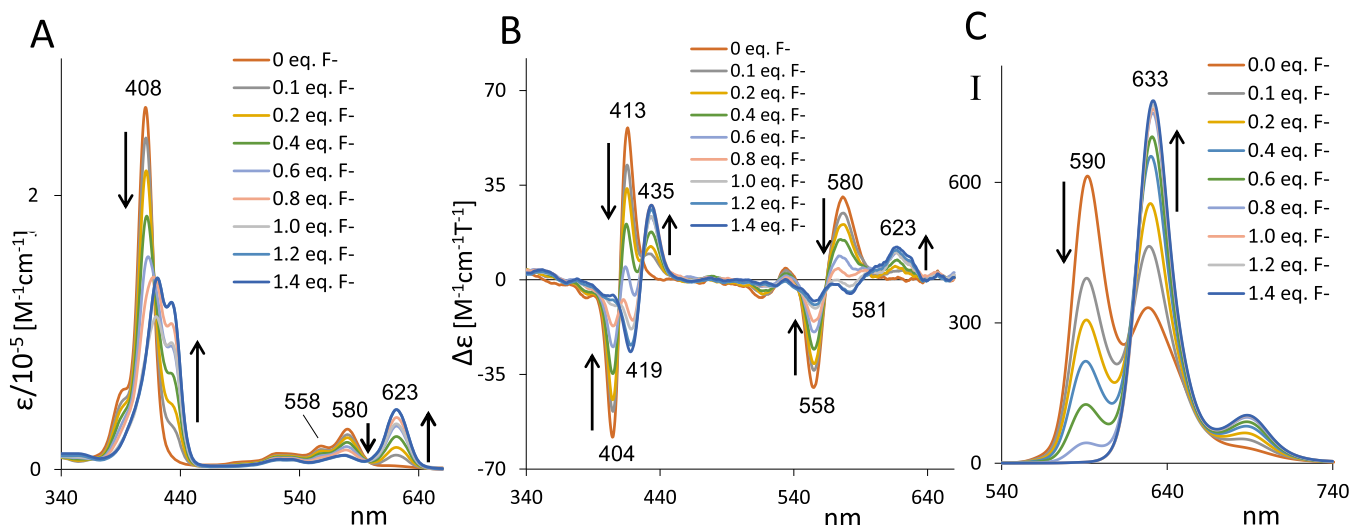 A
ε/10⁻⁵ [M⁻¹cm⁻¹]
2
0
408
558
580
623
0 eq. F-
0.1 eq. F-
0.2 eq. F-
0.4 eq. F-
0.6 eq. F-
0.8 eq. F-
1.0 eq. F-
1.2 eq. F-
1.4 eq. F-
340
440
540
640
nm
B
Δε [M⁻¹cm⁻¹T⁻¹]
70
35
0
-35
-70
413
435
404
419
580
623
581
558
0 eq. F-
0.1 eq. F-
0.2 eq. F-
0.4 eq. F-
0.6 eq. F-
0.8 eq. F-
1.0 eq. F-
1.2 eq. F-
1.4 eq. F-
340
440
540
640
nm
C
I
600
300
0
590
633
0.0 eq. F-
0.1 eq. F-
0.2 eq. F-
0.4 eq. F-
0.6 eq. F-
0.8 eq. F-
1.0 eq. F-
1.2 eq. F-
1.4 eq. F-
540
640
740
nm